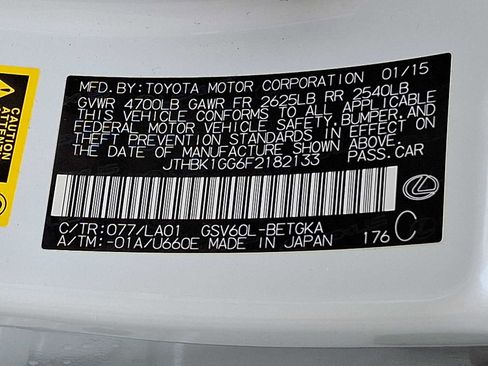 MFD. BY: TOYOTA MOTOR CORPORATION 01/15
GVWR 4700LB GAWR FR 2625LB RR 2540LB
THIS VEHICLE CONFORMS TO ALL APPLICABLE
FEDERAL MOTOR VEHICLE SAFETY, BUMPER, AND
THEFT PREVENTION STANDARDS IN EFFECT ON
THE DATE OF MANUFACTURE SHOWN ABOVE.
JTHBK1GG6F2182133 PASS. CAR
C/TR: 077/LA01 GSV60L-BETGKA
A/TM: -01A/U660E MADE IN JAPAN 176 C